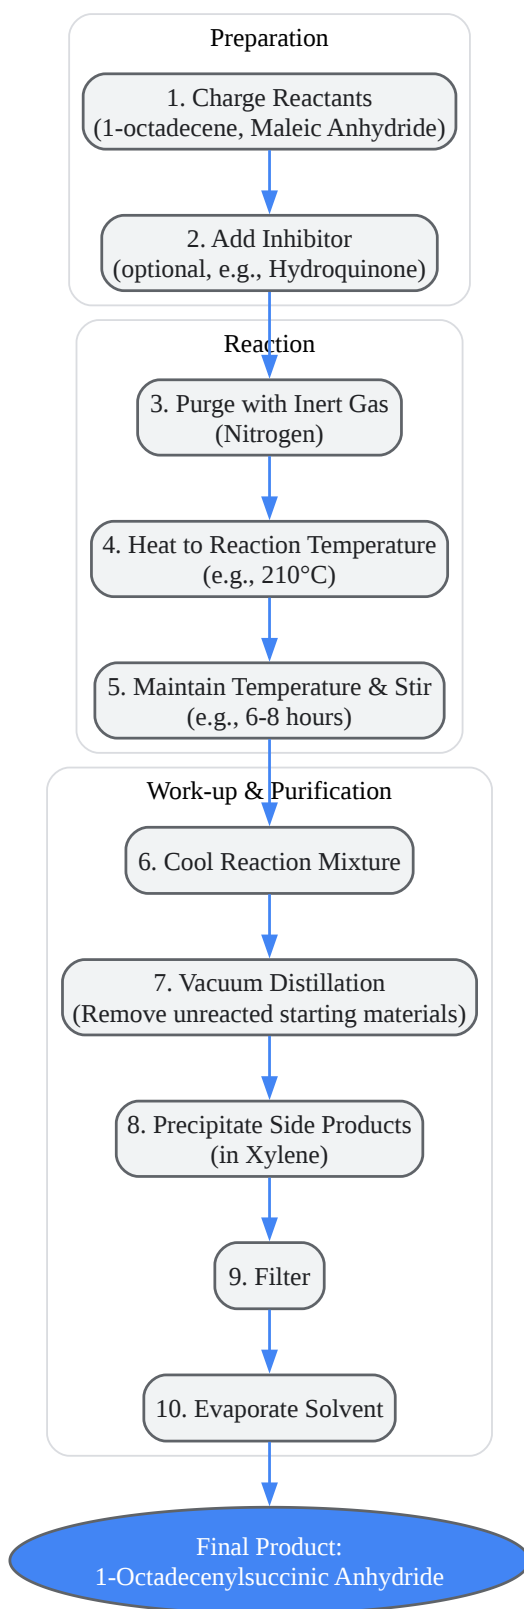 Preparation
1. Charge Reactants
(1-octadecene, Maleic Anhydride)
2. Add Inhibitor
(optional, e.g., Hydroquinone)
Reaction
3. Purge with Inert Gas
(Nitrogen)
4. Heat to Reaction Temperature
(e.g., 210°C)
5. Maintain Temperature & Stir
(e.g., 6-8 hours)
Work-up & Purification
6. Cool Reaction Mixture
7. Vacuum Distillation
(Remove unreacted starting materials)
8. Precipitate Side Products
(in Xylene)
9. Filter
10. Evaporate Solvent
Final Product:
1-Octadecenylsuccinic Anhydride